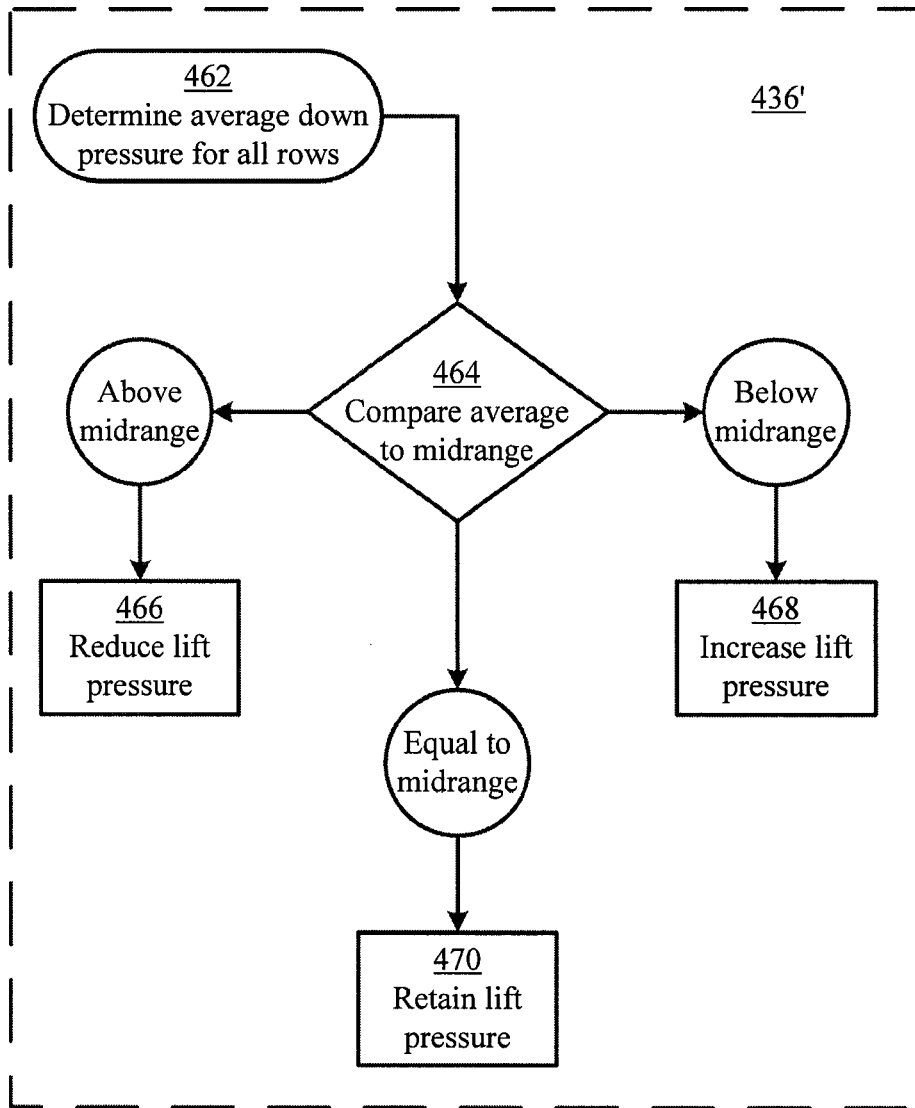 462
Determine average down
pressure for all rows
436'
464
Compare average
to midrange
Above
midrange
Below
midrange
466
Reduce lift
pressure
468
Increase lift
pressure
Equal to
midrange
470
Retain lift
pressure